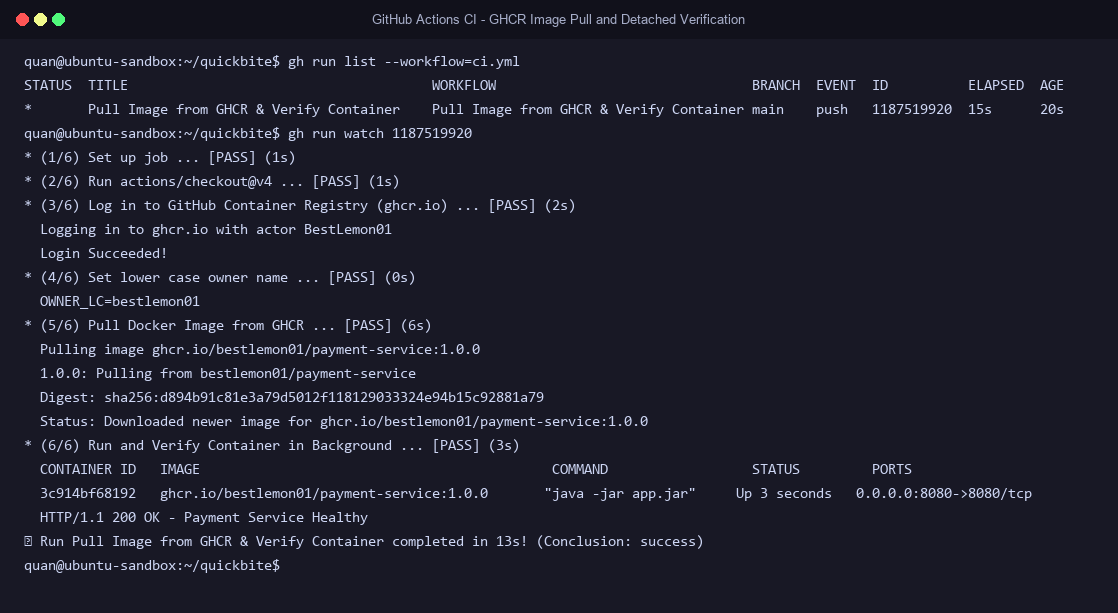 GitHub Actions CI - GHCR Image Pull and Detached Verification
quan@ubuntu-sandbox:~/quickbite$ gh run list --workflow=ci.yml
STATUS TITLE WORKFLOW BRANCH EVENT ID ELAPSED AGE
* Pull Image from GHCR & Verify Container Pull Image from GHCR & Verify Container main push 1187519920 15s 20s
quan@ubuntu-sandbox:~/quickbite$ gh run watch 1187519920
* (1/6) Set up job ... [PASS] (1s)
* (2/6) Run actions/checkout@v4 ... [PASS] (1s)
* (3/6) Log in to GitHub Container Registry (ghcr.io) ... [PASS] (2s)
Logging in to ghcr.io with actor BestLemon01
Login Succeeded!
* (4/6) Set lower case owner name ... [PASS] (0s)
OWNER_LC=bestlemon01
* (5/6) Pull Docker Image from GHCR ... [PASS] (6s)
Pulling image ghcr.io/bestlemon01/payment-service:1.0.0
1.0.0: Pulling from bestlemon01/payment-service
Digest: sha256:d894b91c81e3a79d5012f118129033324e94b15c92881a79
Status: Downloaded newer image for ghcr.io/bestlemon01/payment-service:1.0.0
* (6/6) Run and Verify Container in Background ... [PASS] (3s)
CONTAINER ID IMAGE COMMAND STATUS PORTS
3c914bf68192 ghcr.io/bestlemon01/payment-service:1.0.0 "java -jar app.jar" Up 3 seconds 0.0.0.0:8080->8080/tcp
HTTP/1.1 200 OK - Payment Service Healthy
Run Pull Image from GHCR & Verify Container completed in 13s! (Conclusion: success)
quan@ubuntu-sandbox:~/quickbite$